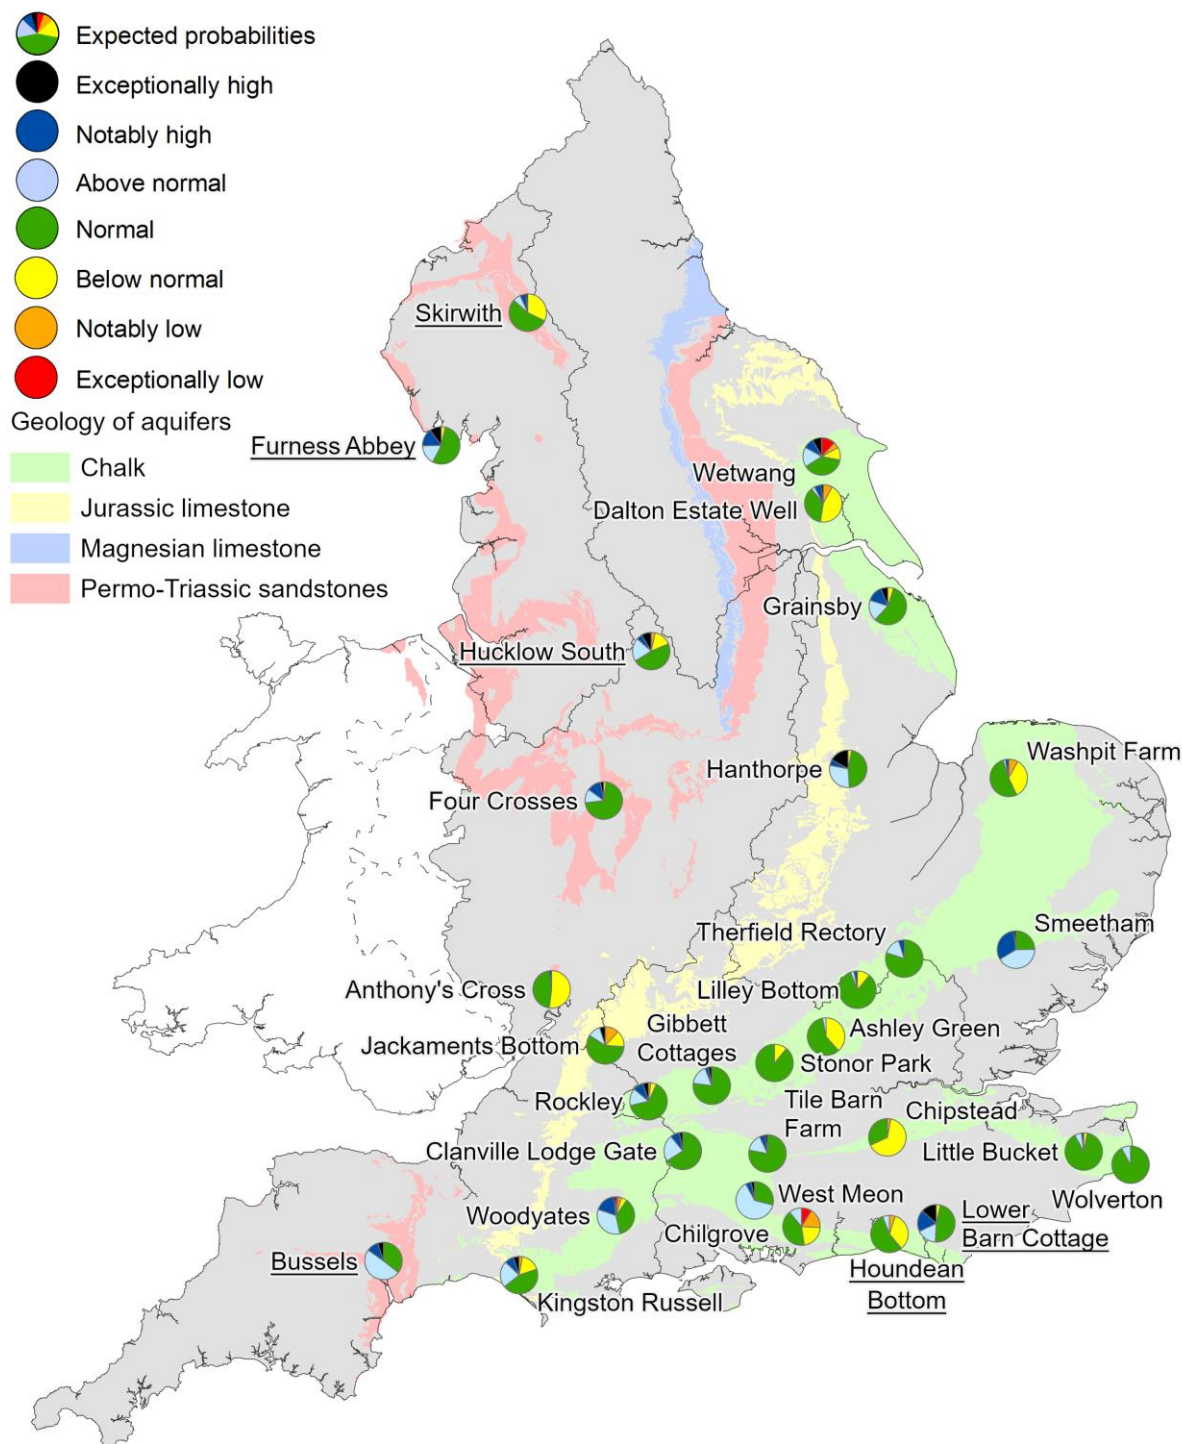 Expected probabilities
Exceptionally high
Notably high
Above normal
Normal
Below normal
Notably low
Exceptionally low
Geology of aquifers
Chalk
Jurassic limestone
Magnesian limestone
Permo-Triassic sandstones
Skirwith
Furness Abbey
Wetwang
Dalton Estate Well
Grainsby
Hucklow South
Washpit Farm
Hanthorpe
Four Crosses
Smeetham
Therfield Rectory
Anthony's Cross
Lilley Bottom
Gibbett
Cottages
Ashley Green
Jackaments Bottom
Stonor Park
Rockley
Tile Barn
Farm
Chipstead
Clanville Lodge Gate
Little Bucket
West Meon
Wolverton
Woodyates
Chilgrove
Lower
Barn Cottage
Bussels
Houndean
Bottom
Kingston Russell